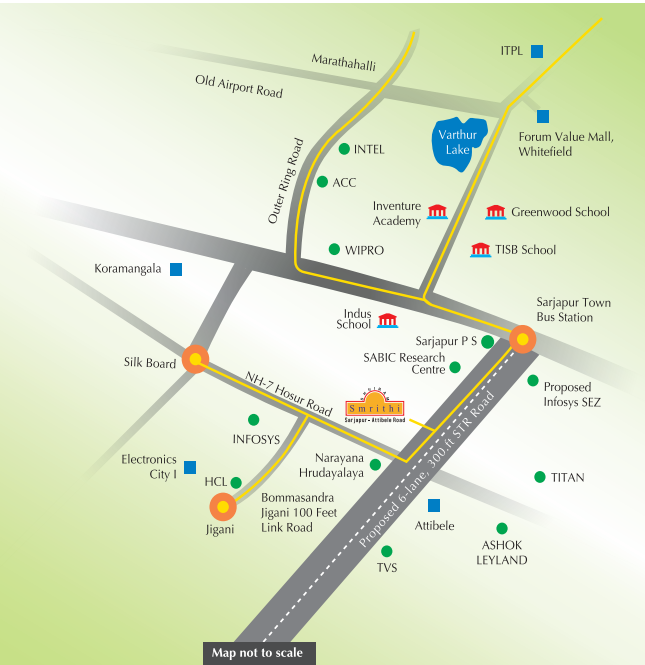 ITPL
Marathahalli
Old Airport Road
Forum Value Mall,
Whitefield
Varthur
Lake
INTEL
Outer Ring Road
ACC
Inventure
Academy
Greenwood School
WIPRO
TISB School
Koramangala
Sarjapur Town
Bus Station
Indus
School
Sarjapur P S
SABIC Research
Centre
Silk Board
NH-7 Hosur Road
Proposed
Infosys SEZ
Smrithi
Sarjapur - Attibele Road
Proposed 6-lane, 300-ft STR Road
INFOSYS
Narayana
Hrudayalaya
Electronics
City I
HCL
TITAN
Bommasandra
Jigani 100 Feet
Link Road
Jigani
Attibele
ASHOK
LEYLAND
TVS
Map not to scale